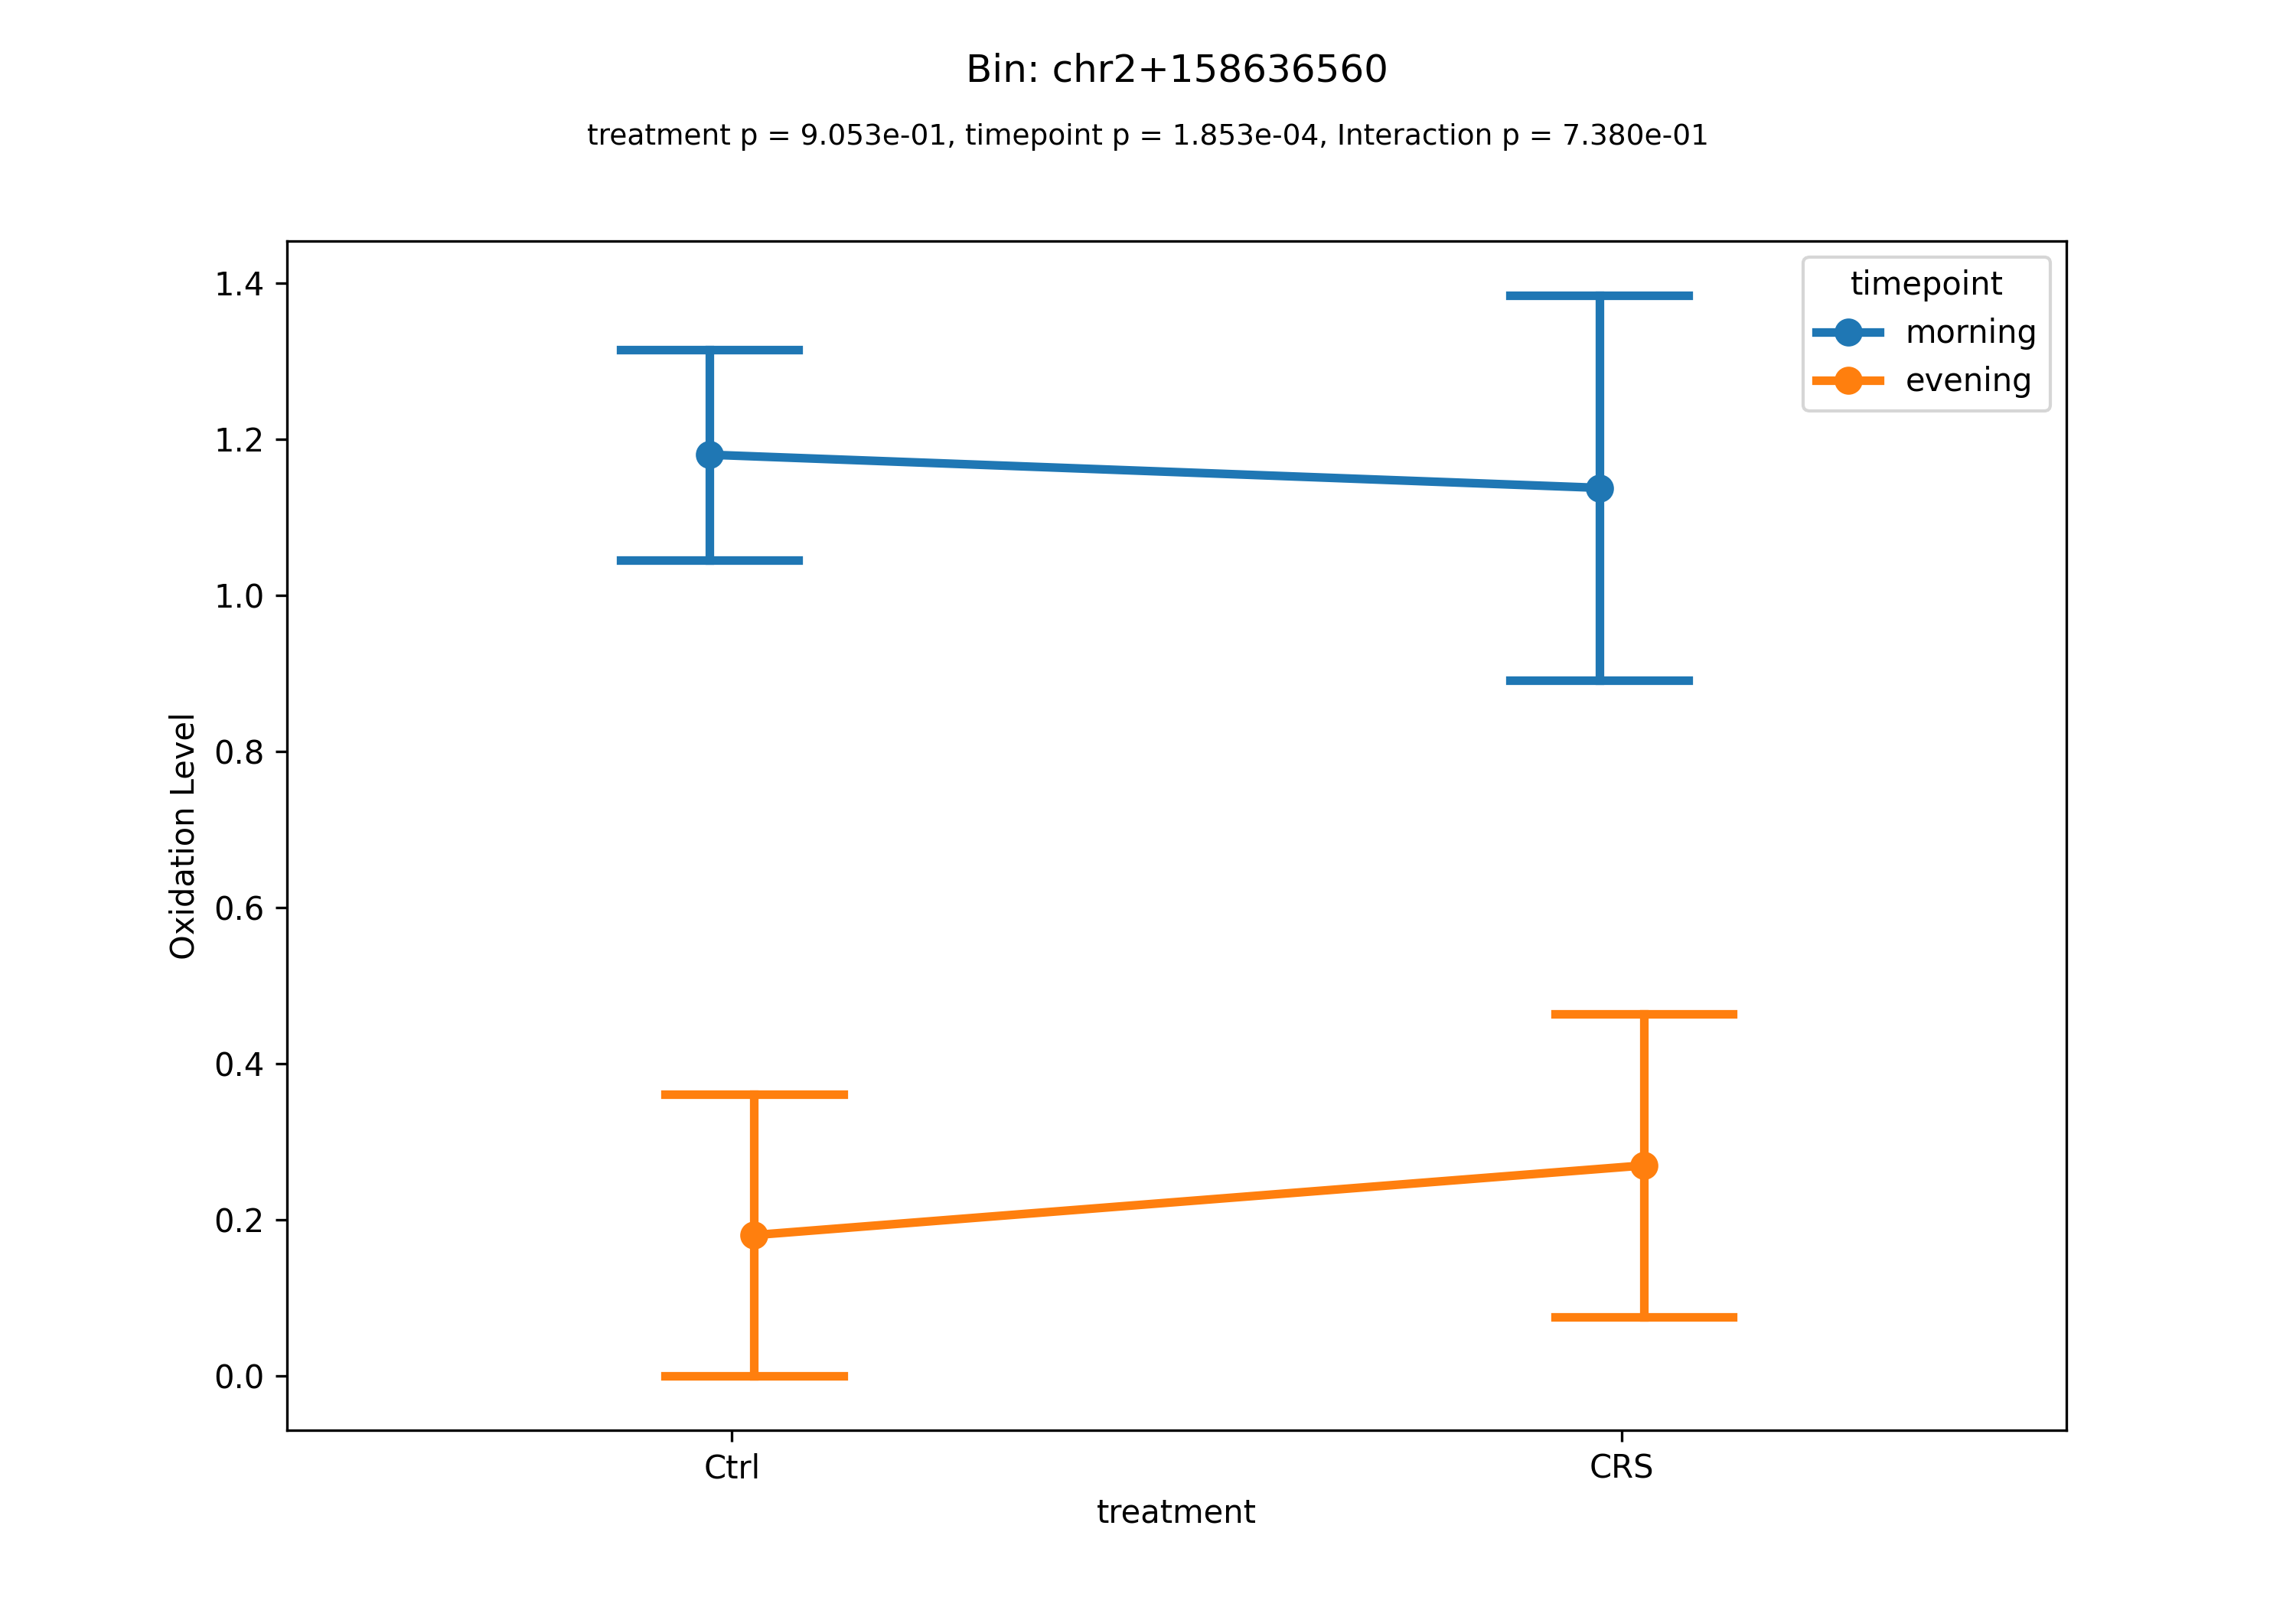 Bin: chr2+158636560
treatment p = 9.053e-01, timepoint p = 1.853e-04, Interaction p = 7.380e-01
timepoint
morning
evening
1.4
1.2
1.0
0.8
0.6
0.4
0.2
0.0
Oxidation Level
Ctrl
CRS
treatment